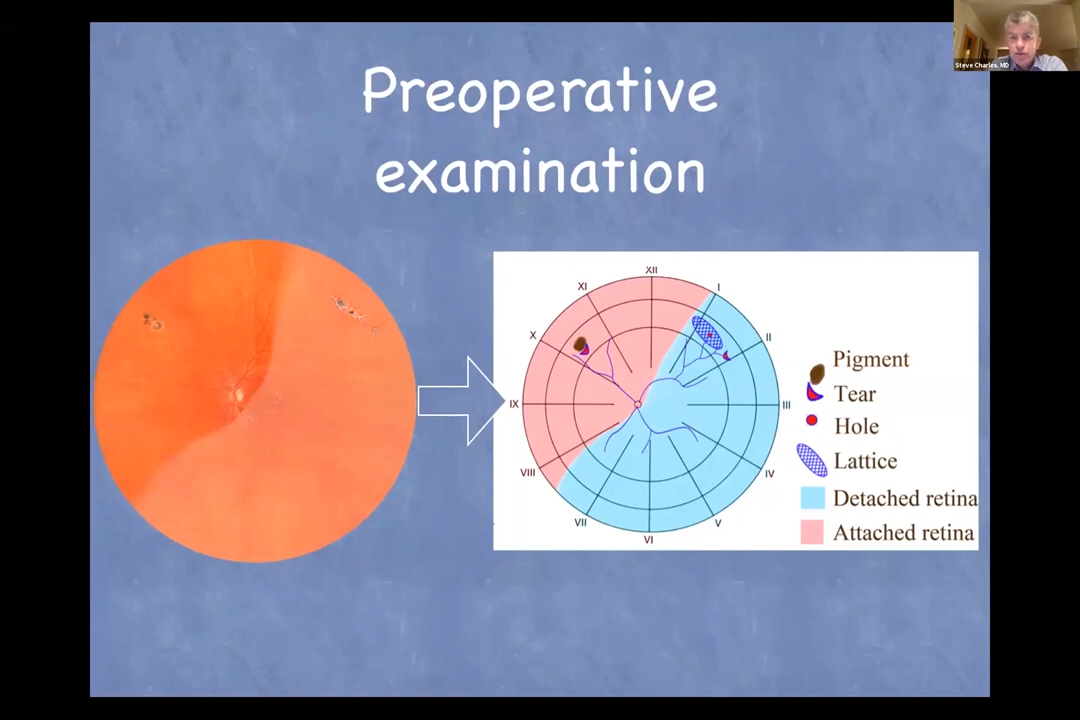 Steve Charles, MD
Preoperative
examination
XII
XI
I
X
II
IX
III
VIII
IV
VII
V
VI
Pigment
Tear
Hole
Lattice
Detached retina
Attached retina